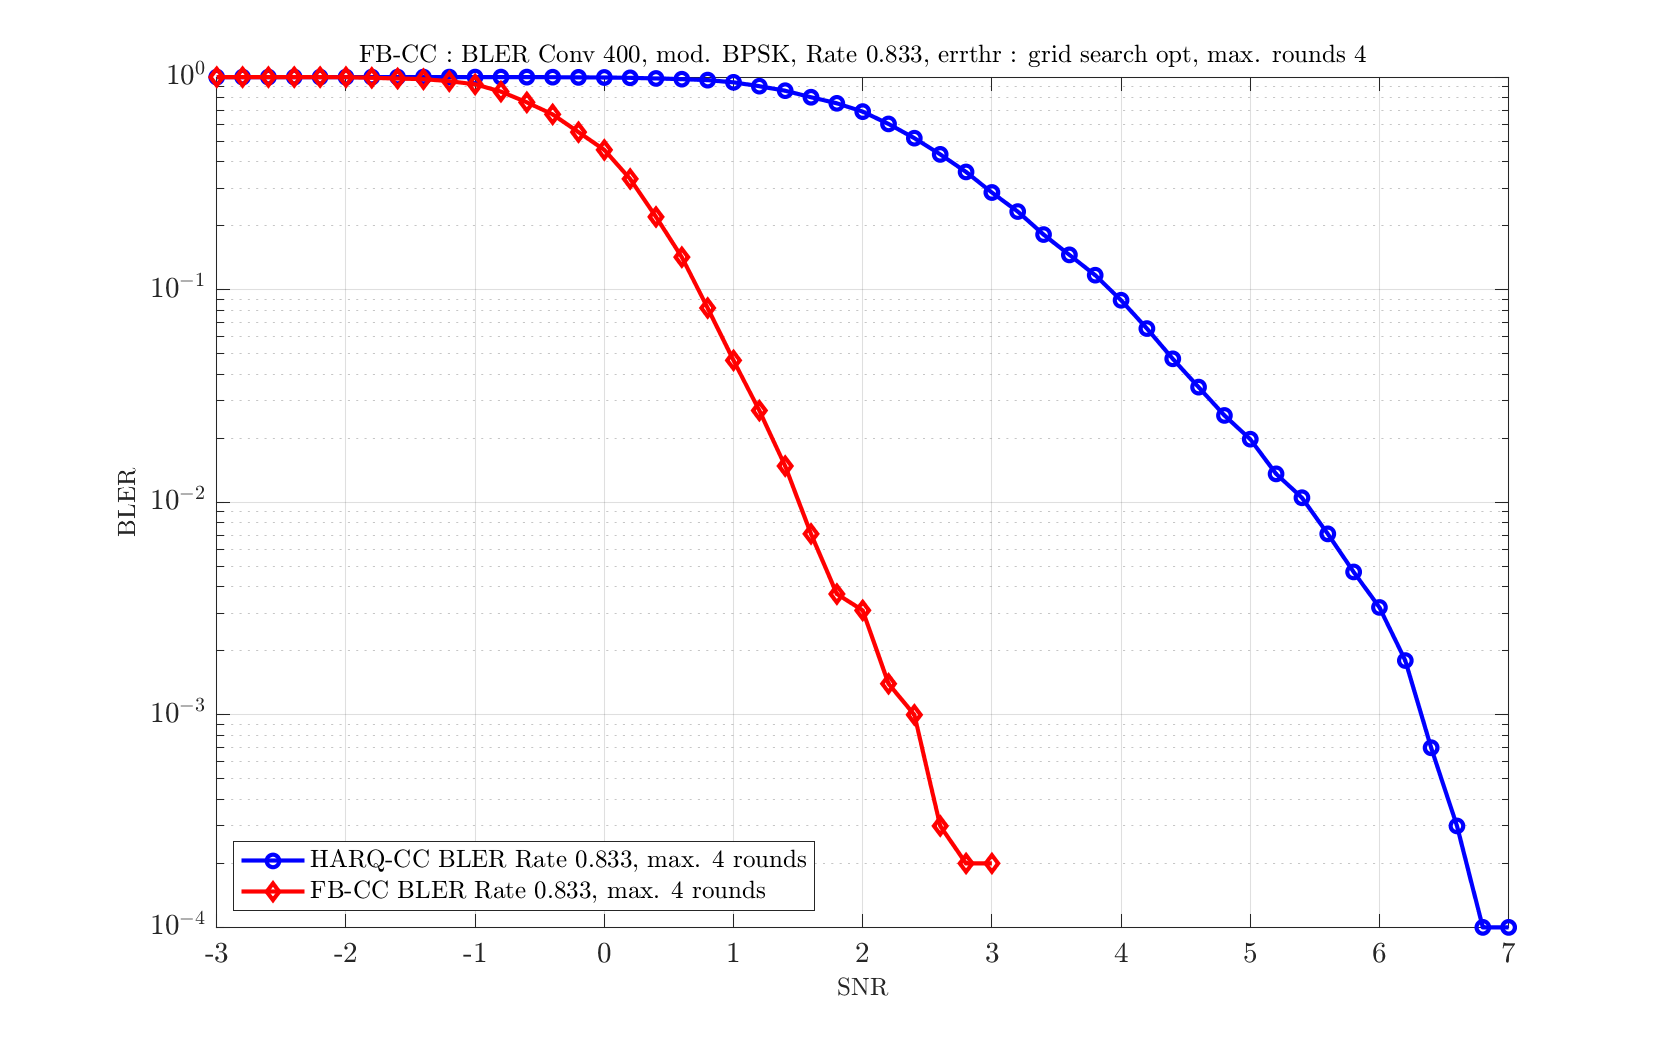 FB-CC : BLER Conv 400, mod. BPSK, Rate 0.833, errthr : grid search opt, max. rounds 4
10^0
10^-1
10^-2
10^-3
10^-4
BLER
HARQ-CC BLER Rate 0.833, max. 4 rounds
FB-CC BLER Rate 0.833, max. 4 rounds
-3 -2 -1 0 1 2 3 4 5 6 7
SNR